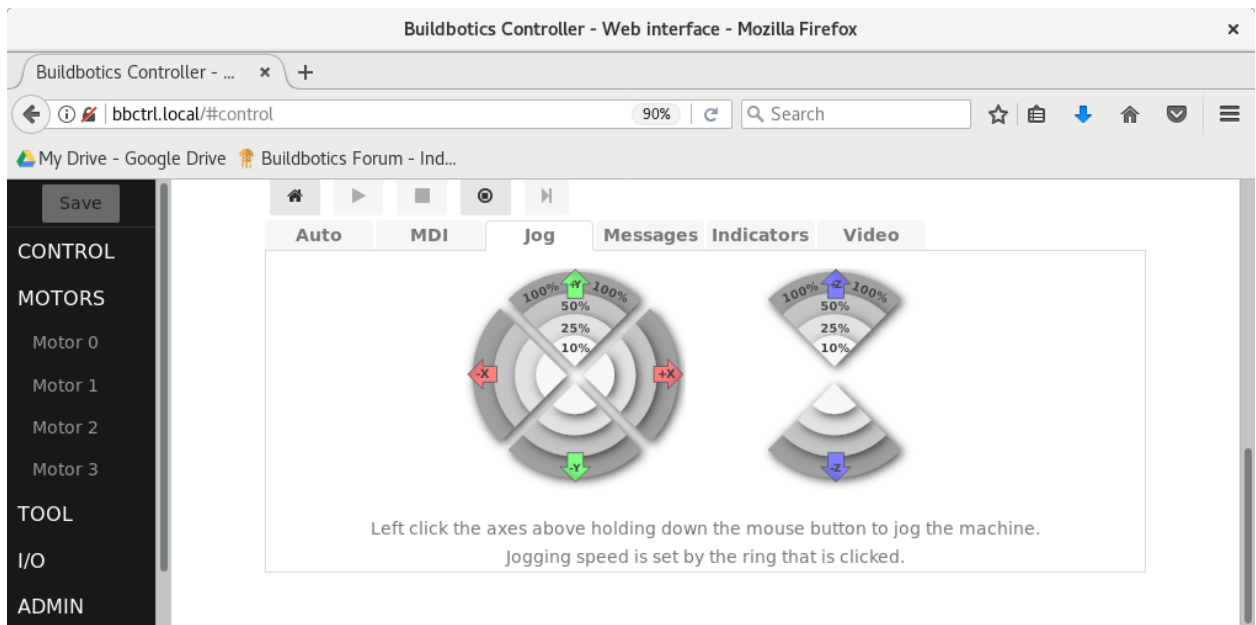 Buildbotics Controller - Web interface - Mozilla Firefox
Buildbotics Controller - ...
bbctrl.local/#control
90%
Search
My Drive - Google Drive
Buildbotics Forum - Ind...
Save
CONTROL
MOTORS
Motor 0
Motor 1
Motor 2
Motor 3
TOOL
I/O
ADMIN
Auto MDI Jog Messages Indicators Video
100% +Y 100%
50%
25%
10%
-X +X
-Y
100% +Z 100%
50%
25%
10%
-Z
Left click the axes above holding down the mouse button to jog the machine.
Jogging speed is set by the ring that is clicked.